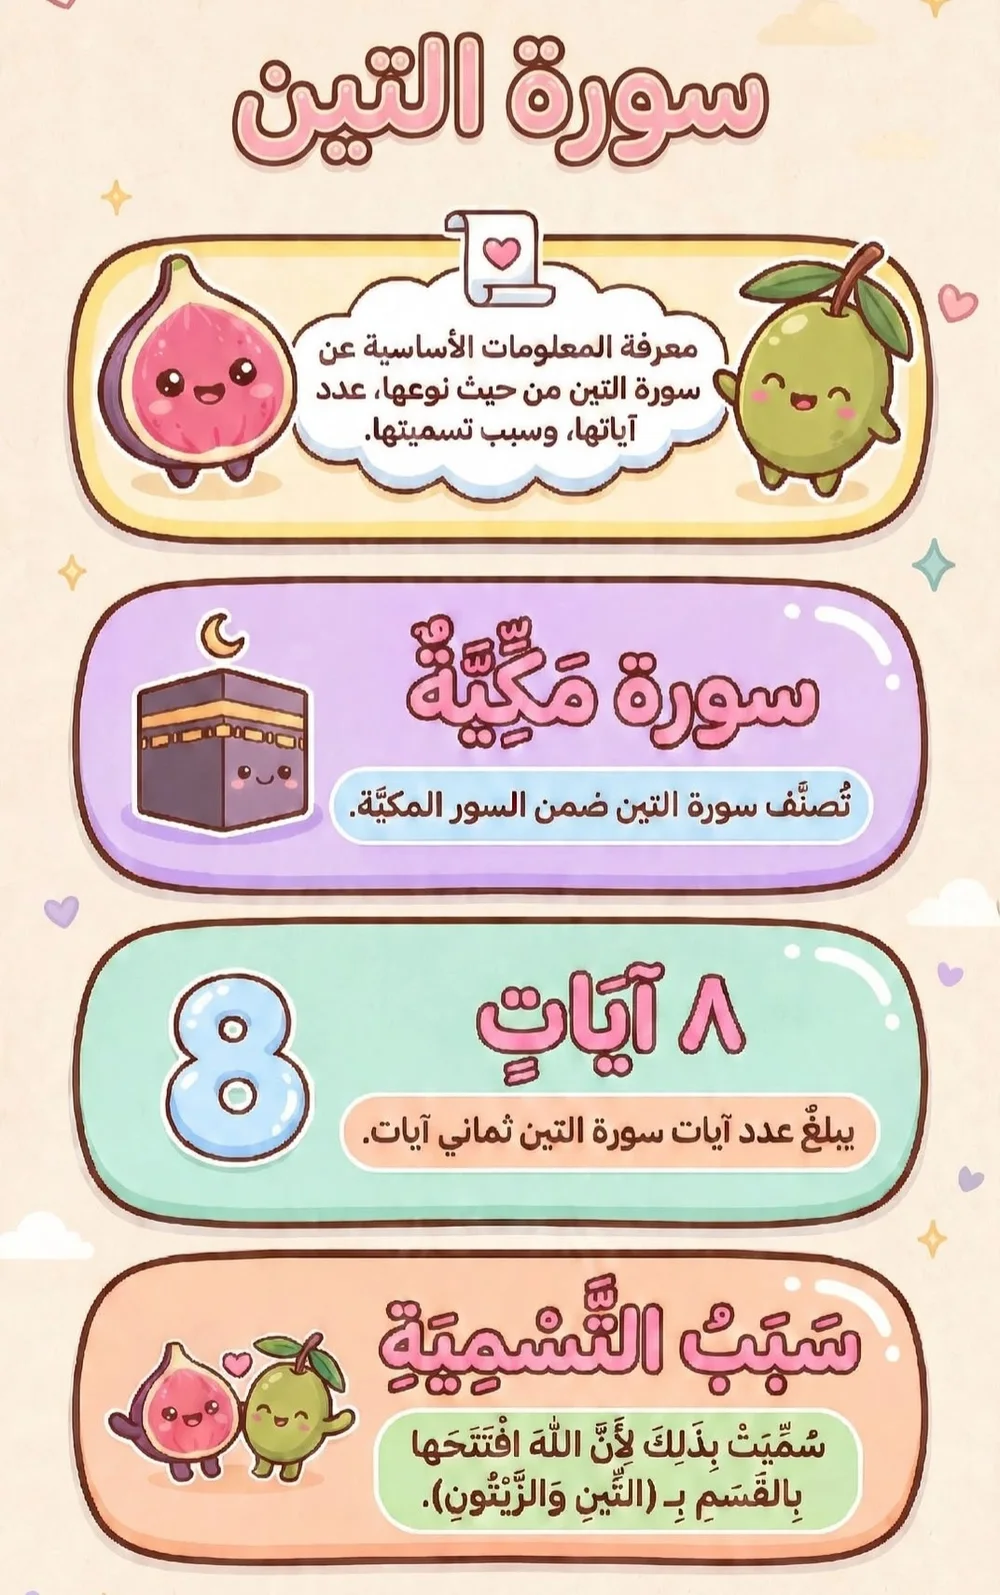 سورة التين
معرفة المعلومات الأساسية عن
سورة التين من حيث نوعها، عدد
آياتها، وسبب تسميتها.
سورة مَكِّيَّةٌ
تُصنَّف سورة التين ضمن السور المكيَّة.
8
٨ آيَاتٍ
يبلغُ عدد آيات سورة التين ثماني آيات.
سَبَبُ التَّسْمِيَةِ
سُمِّيَتْ بِذَلِكَ لِأَنَّ اللهَ افْتَتَحَها
بِالقَسَمِ بِـ (التِّينِ وَالزَّيْتُونِ).